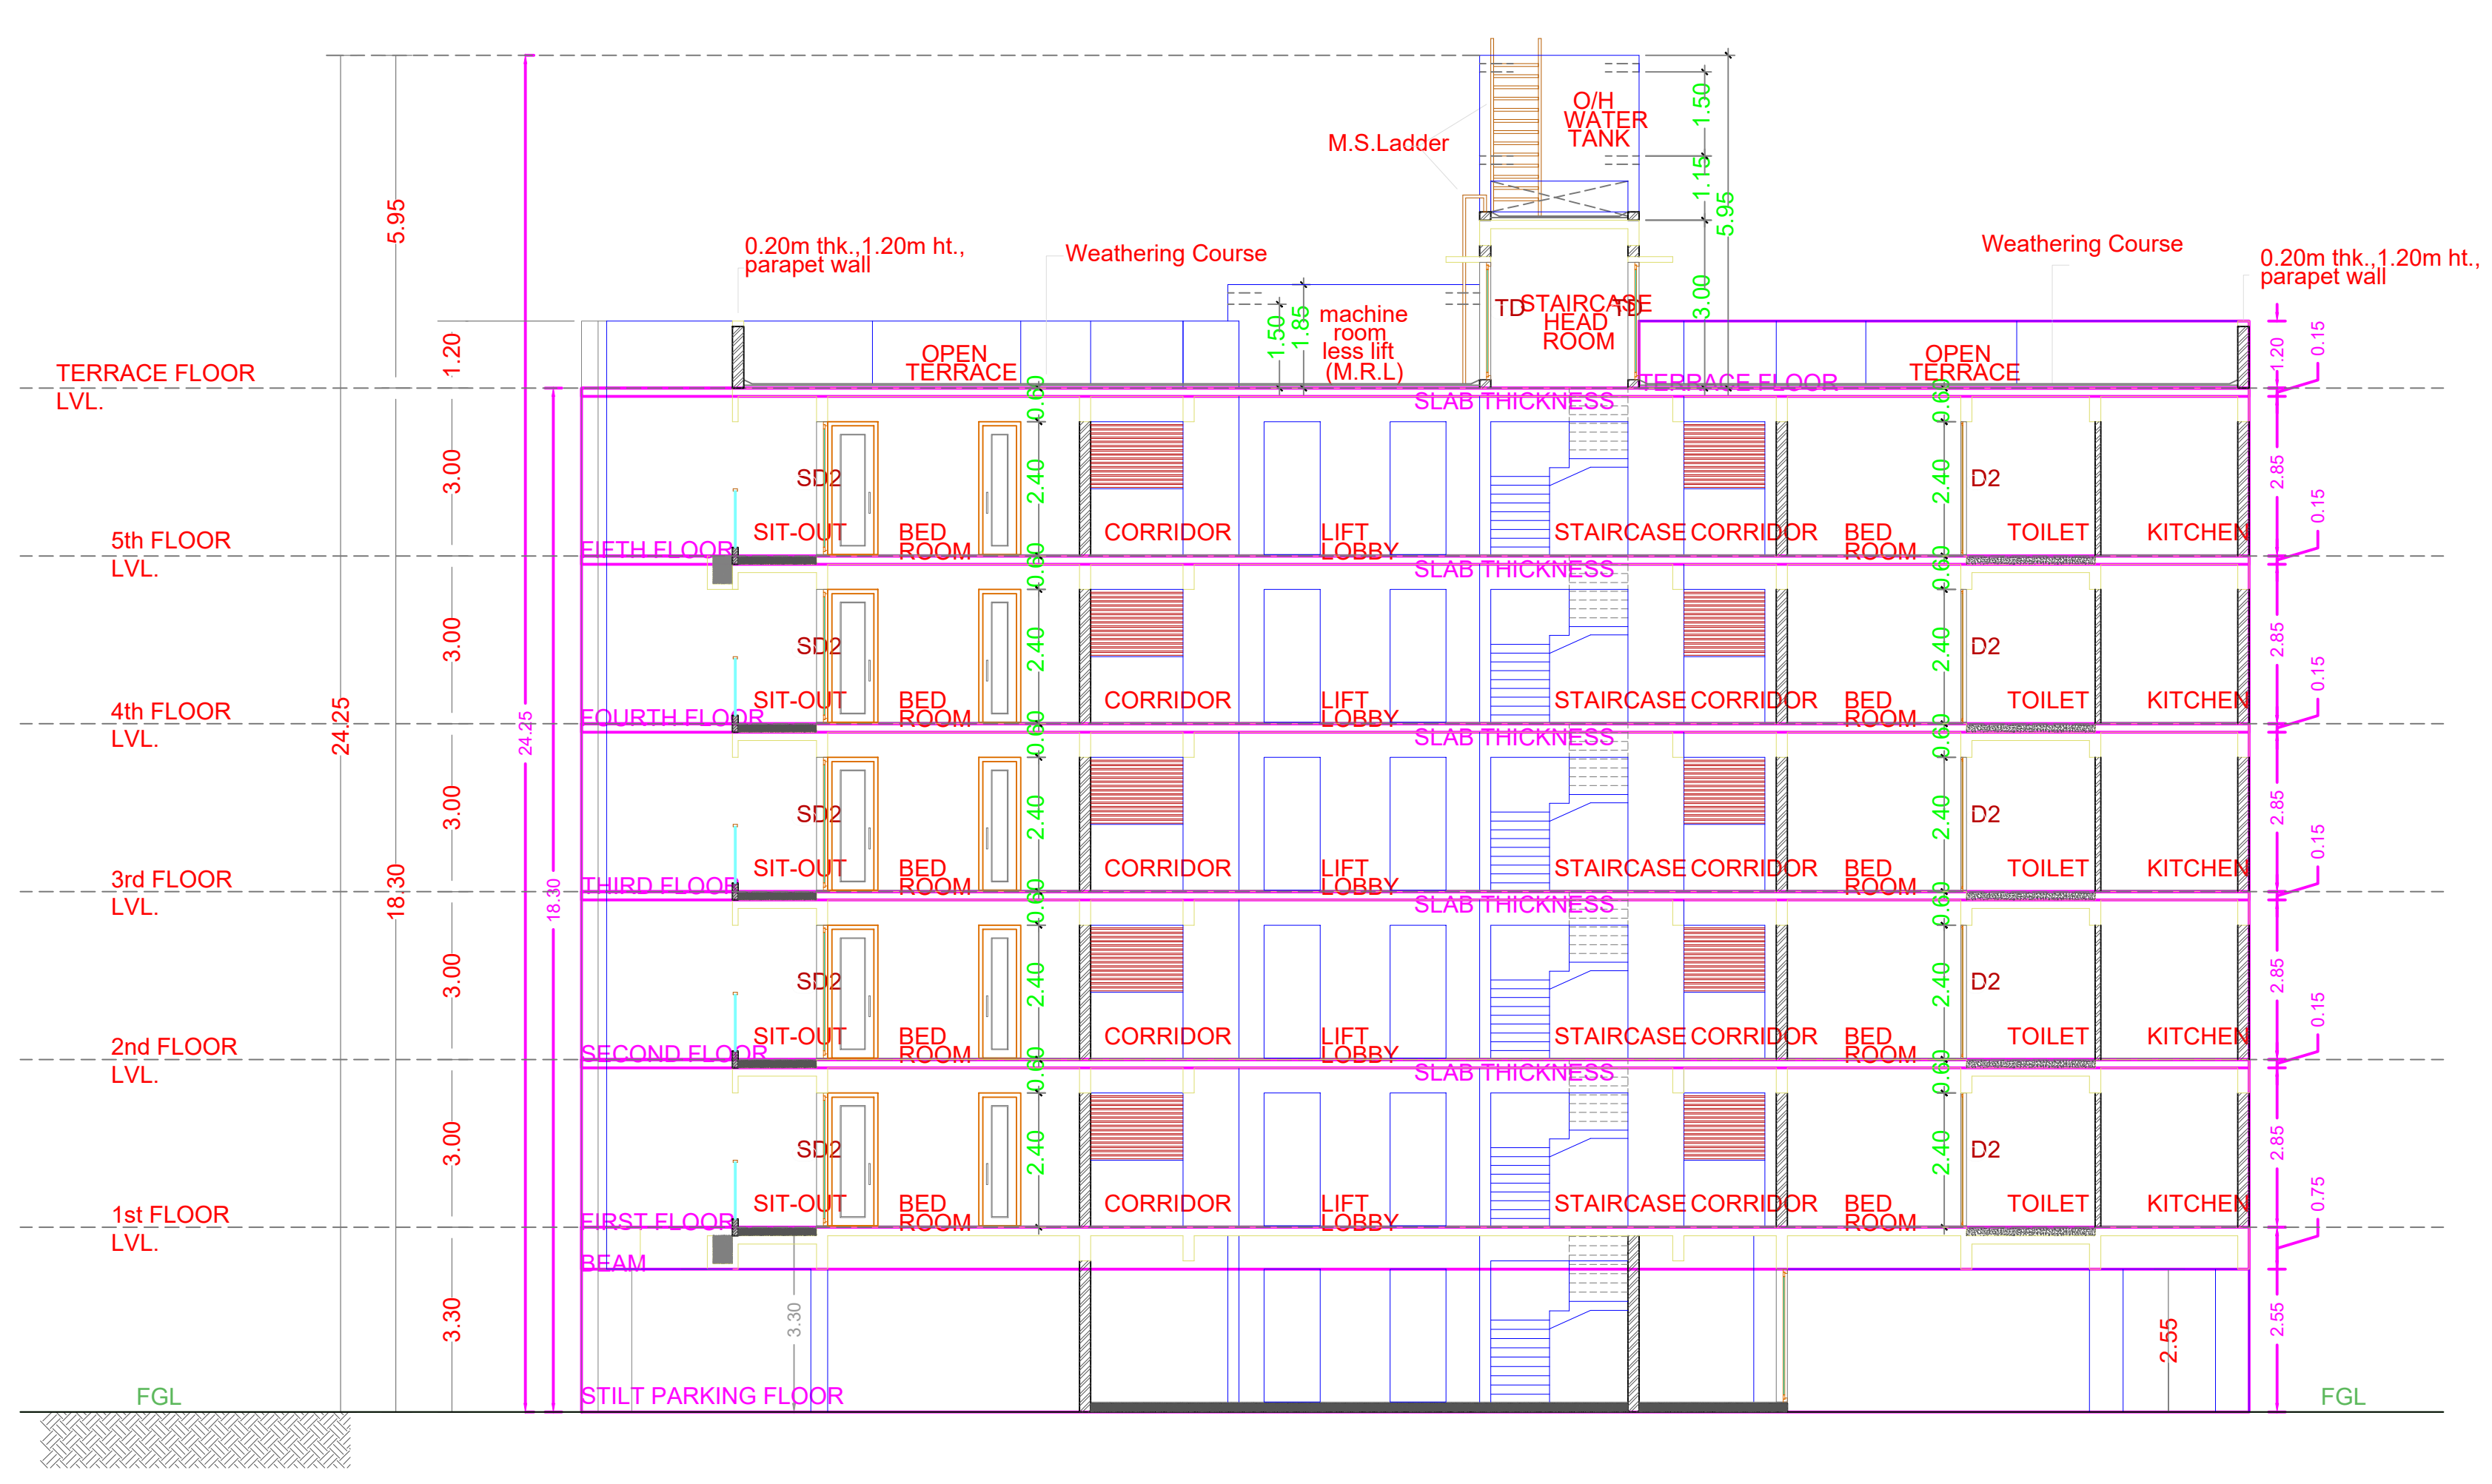 O/H
WATER
TANK
M.S.Ladder
1.50
1.15
5.95
3.00
5.95
0.20m thk.,1.20m ht.,
parapet wall
Weathering Course
Weathering Course
0.20m thk.,1.20m ht.,
parapet wall
TD
STAIRCASE
HEAD
ROOM
TD
machine
room
less lift
(M.R.L)
1.50
1.85
1.20
OPEN
TERRACE
OPEN
TERRACE
1.20
0.15
TERRACE FLOOR
LVL.
TERRACE FLOOR
SLAB THICKNESS
0.60
0.60
3.00
SD2
2.40
2.40
D2
2.85
0.15
SIT-OUT
BED
ROOM
CORRIDOR
LIFT
LOBBY
STAIRCASE
CORRIDOR
BED
ROOM
TOILET
KITCHEN
5th FLOOR
LVL.
FIFTH FLOOR
SLAB THICKNESS
0.60
0.60
3.00
SD2
2.40
2.40
D2
2.85
0.15
SIT-OUT
BED
ROOM
CORRIDOR
LIFT
LOBBY
STAIRCASE
CORRIDOR
BED
ROOM
TOILET
KITCHEN
4th FLOOR
LVL.
FOURTH FLOOR
SLAB THICKNESS
24.25
24.25
0.60
0.60
3.00
SD2
2.40
2.40
D2
2.85
0.15
SIT-OUT
BED
ROOM
CORRIDOR
LIFT
LOBBY
STAIRCASE
CORRIDOR
BED
ROOM
TOILET
KITCHEN
3rd FLOOR
LVL.
THIRD FLOOR
SLAB THICKNESS
18.30
18.30
0.60
0.60
3.00
SD2
2.40
2.40
D2
2.85
0.15
SIT-OUT
BED
ROOM
CORRIDOR
LIFT
LOBBY
STAIRCASE
CORRIDOR
BED
ROOM
TOILET
KITCHEN
2nd FLOOR
LVL.
SECOND FLOOR
SLAB THICKNESS
0.60
0.60
3.00
SD2
2.40
2.40
D2
2.85
0.75
SIT-OUT
BED
ROOM
CORRIDOR
LIFT
LOBBY
STAIRCASE
CORRIDOR
BED
ROOM
TOILET
KITCHEN
1st FLOOR
LVL.
FIRST FLOOR
BEAM
3.30
3.30
2.55
2.55
STILT PARKING FLOOR
FGL
FGL